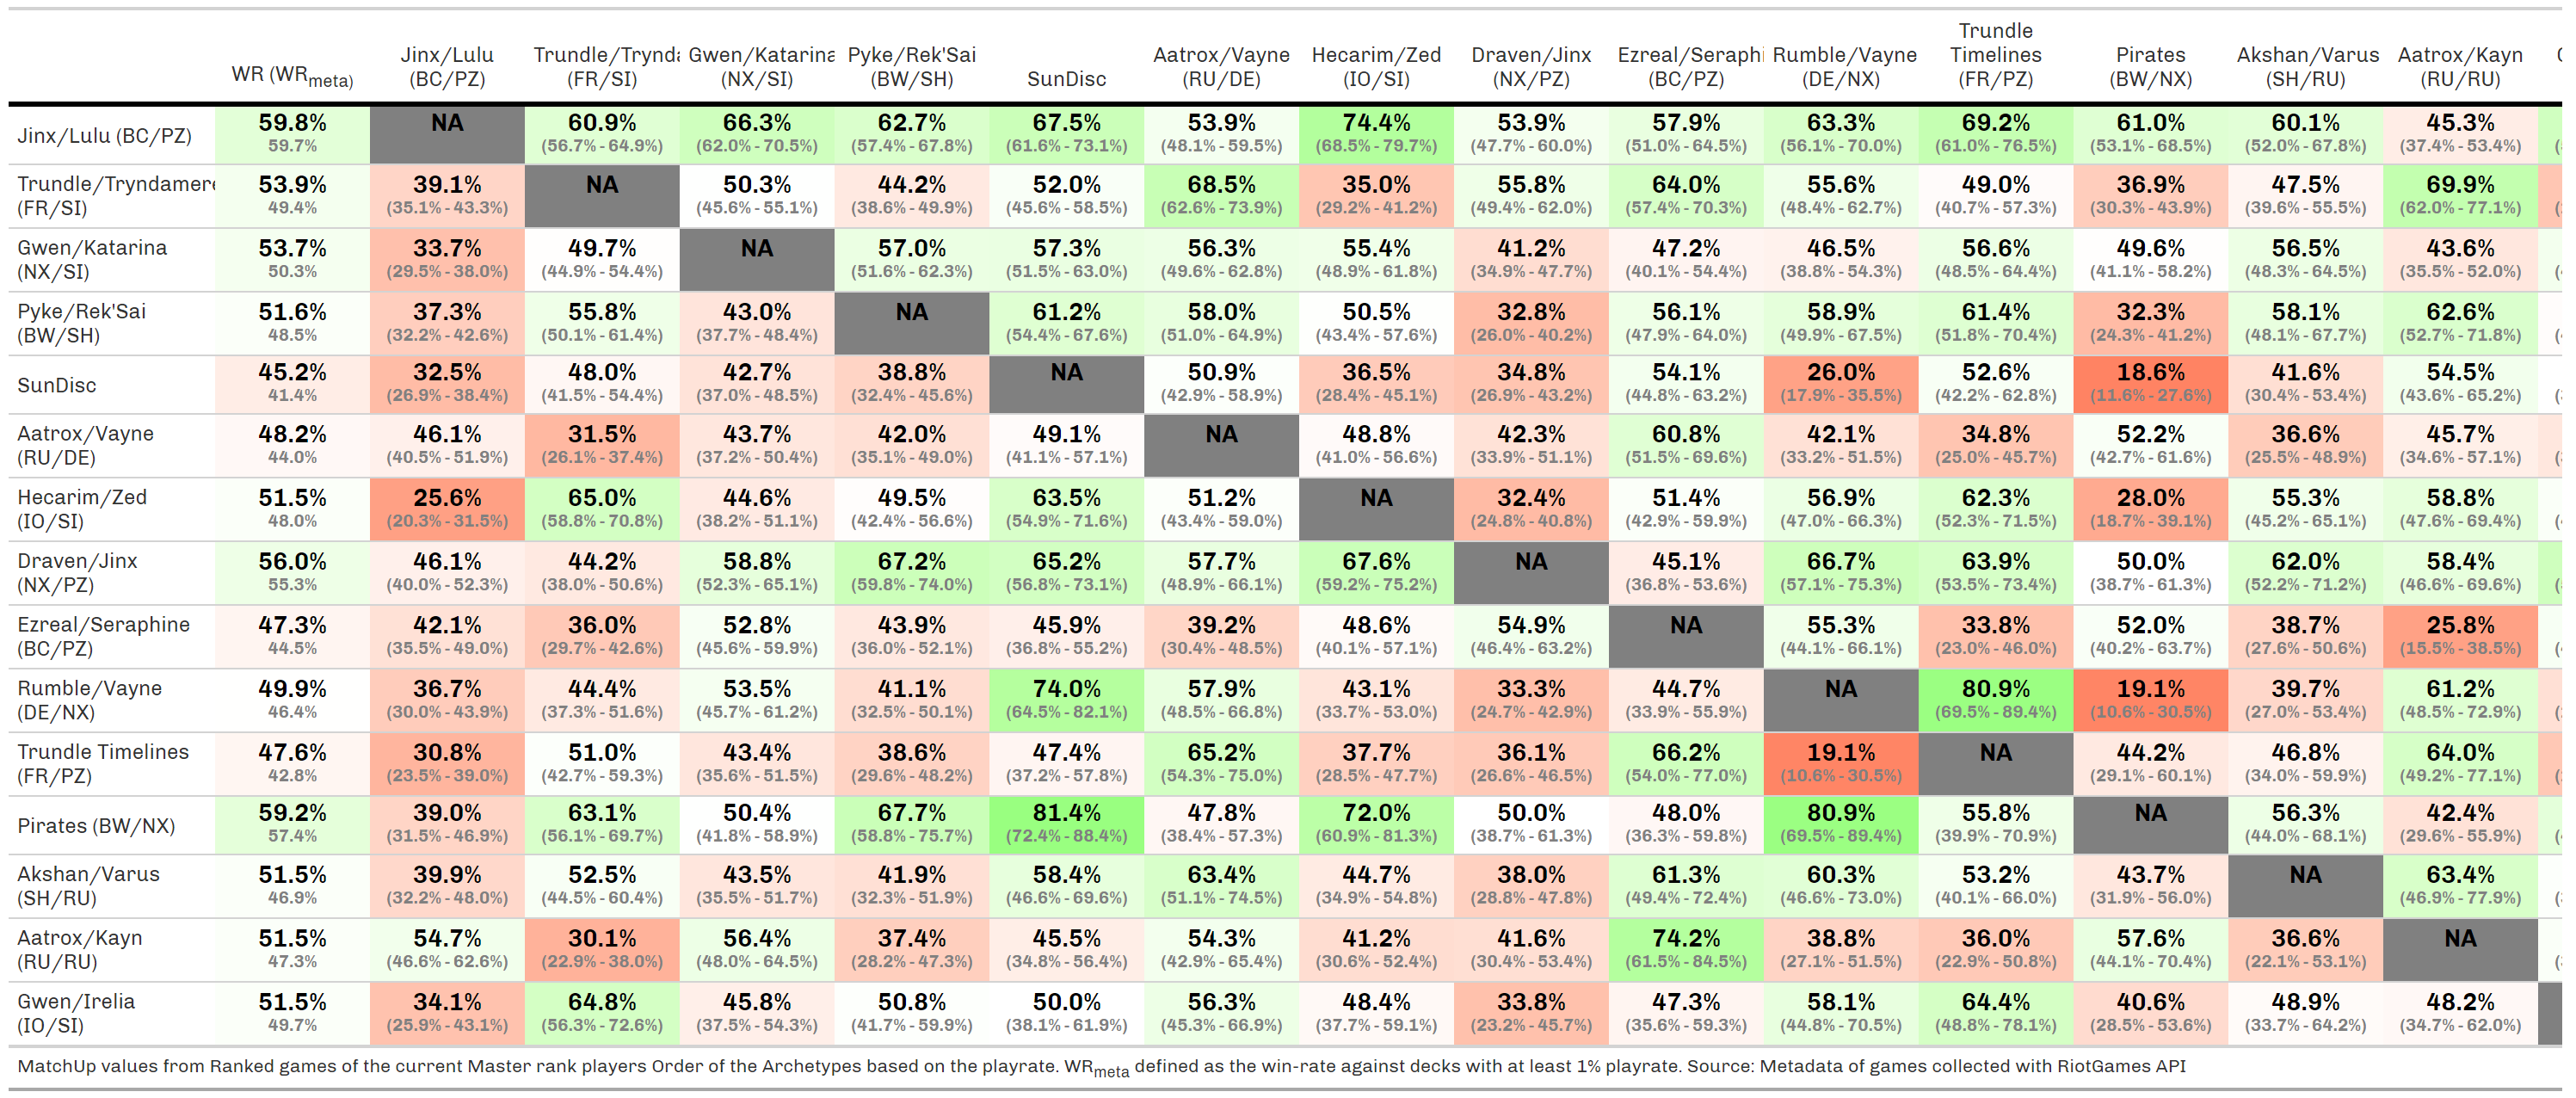 WR (WRmeta) Jinx/Lulu (BC/PZ) Trundle/Trynda (FR/SI) Gwen/Katarina (NX/SI) Pyke/Rek'Sai (BW/SH) SunDisc Aatrox/Vayne (RU/DE) Hecarim/Zed (IO/SI) Draven/Jinx (NX/PZ) Ezreal/Seraphi (BC/PZ) Rumble/Vayne (DE/NX) Trundle Timelines (FR/PZ) Pirates (BW/NX) Akshan/Varus (SH/RU) Aatrox/Kayn (RU/RU)
Jinx/Lulu (BC/PZ) 59.8% NA 60.9% 66.3% 62.7% 67.5% 53.9% 74.4% 53.9% 57.9% 63.3% 69.2% 61.0% 60.1% 45.3%
59.7% (56.7% - 64.9%) (62.0% - 70.5%) (57.4% - 67.8%) (61.6% - 73.1%) (48.1% - 59.5%) (68.5% - 79.7%) (47.7% - 60.0%) (51.0% - 64.5%) (56.1% - 70.0%) (61.0% - 76.5%) (53.1% - 68.5%) (52.0% - 67.8%) (37.4% - 53.4%)
Trundle/Tryndamere 53.9% 39.1% NA 50.3% 44.2% 52.0% 68.5% 35.0% 55.8% 64.0% 55.6% 49.0% 36.9% 47.5% 69.9%
(FR/SI) 49.4% (35.1% - 43.3%) (45.6% - 55.1%) (38.6% - 49.9%) (45.6% - 58.5%) (62.6% - 73.9%) (29.2% - 41.2%) (49.4% - 62.0%) (57.4% - 70.3%) (48.4% - 62.7%) (40.7% - 57.3%) (30.3% - 43.9%) (39.6% - 55.5%) (62.0% - 77.1%)
Gwen/Katarina 53.7% 33.7% 49.7% NA 57.0% 57.3% 56.3% 55.4% 41.2% 47.2% 46.5% 56.6% 49.6% 56.5% 43.6%
(NX/SI) 50.3% (29.5% - 38.0%) (44.9% - 54.4%) (51.6% - 62.3%) (51.5% - 63.0%) (49.6% - 62.8%) (48.9% - 61.8%) (34.9% - 47.7%) (40.1% - 54.4%) (38.8% - 54.3%) (48.5% - 64.4%) (41.1% - 58.2%) (48.3% - 64.5%) (35.5% - 52.0%)
Pyke/Rek'Sai 51.6% 37.3% 55.8% 43.0% NA 61.2% 58.0% 50.5% 32.8% 56.1% 58.9% 61.4% 32.3% 58.1% 62.6%
(BW/SH) 48.5% (32.2% - 42.6%) (50.1% - 61.4%) (37.7% - 48.4%) (54.4% - 67.6%) (51.0% - 64.9%) (43.4% - 57.6%) (26.0% - 40.2%) (47.9% - 64.0%) (49.9% - 67.5%) (51.8% - 70.4%) (24.3% - 41.2%) (48.1% - 67.7%) (52.7% - 71.8%)
SunDisc 45.2% 32.5% 48.0% 42.7% 38.8% NA 50.9% 36.5% 34.8% 54.1% 26.0% 52.6% 18.6% 41.6% 54.5%
41.4% (26.9% - 38.4%) (41.5% - 54.4%) (37.0% - 48.5%) (32.4% - 45.6%) (42.9% - 58.9%) (28.4% - 45.1%) (26.9% - 43.2%) (44.8% - 63.2%) (17.9% - 35.5%) (42.2% - 62.8%) (11.6% - 27.6%) (30.4% - 53.4%) (43.6% - 65.2%)
Aatrox/Vayne 48.2% 46.1% 31.5% 43.7% 42.0% 49.1% NA 48.8% 42.3% 60.8% 42.1% 34.8% 52.2% 36.6% 45.7%
(RU/DE) 44.0% (40.5% - 51.9%) (26.1% - 37.4%) (37.2% - 50.4%) (35.1% - 49.0%) (41.1% - 57.1%) (41.0% - 56.6%) (33.9% - 51.1%) (51.5% - 69.6%) (33.2% - 51.5%) (25.0% - 45.7%) (42.7% - 61.6%) (25.5% - 48.9%) (34.6% - 57.1%)
Hecarim/Zed 51.5% 25.6% 65.0% 44.6% 49.5% 63.5% 51.2% NA 32.4% 51.4% 56.9% 62.3% 28.0% 55.3% 58.8%
(IO/SI) 48.0% (20.3% - 31.5%) (58.8% - 70.8%) (38.2% - 51.1%) (42.4% - 56.6%) (54.9% - 71.6%) (43.4% - 59.0%) (24.8% - 40.8%) (42.9% - 59.9%) (47.0% - 66.3%) (52.3% - 71.5%) (18.7% - 39.1%) (45.2% - 65.1%) (47.6% - 69.4%)
Draven/Jinx 56.0% 46.1% 44.2% 58.8% 67.2% 65.2% 57.7% 67.6% NA 45.1% 66.7% 63.9% 50.0% 62.0% 58.4%
(NX/PZ) 55.3% (40.0% - 52.3%) (38.0% - 50.6%) (52.3% - 65.1%) (59.8% - 74.0%) (56.8% - 73.1%) (48.9% - 66.1%) (59.2% - 75.2%) (36.8% - 53.6%) (57.1% - 75.3%) (53.5% - 73.4%) (38.7% - 61.3%) (52.2% - 71.2%) (46.6% - 69.6%)
Ezreal/Seraphine 47.3% 42.1% 36.0% 52.8% 43.9% 45.9% 39.2% 48.6% 54.9% NA 55.3% 33.8% 52.0% 38.7% 25.8%
(BC/PZ) 44.5% (35.5% - 49.0%) (29.7% - 42.6%) (45.6% - 59.9%) (36.0% - 52.1%) (36.8% - 55.2%) (30.4% - 48.5%) (40.1% - 57.1%) (46.4% - 63.2%) (44.1% - 66.1%) (23.0% - 46.0%) (40.2% - 63.7%) (27.6% - 50.6%) (15.5% - 38.5%)
Rumble/Vayne 49.9% 36.7% 44.4% 53.5% 41.1% 74.0% 57.9% 43.1% 33.3% 44.7% NA 80.9% 19.1% 39.7% 61.2%
(DE/NX) 46.4% (30.0% - 43.9%) (37.3% - 51.6%) (45.7% - 61.2%) (32.5% - 50.1%) (64.5% - 82.1%) (48.5% - 66.8%) (33.7% - 53.0%) (24.7% - 42.9%) (33.9% - 55.9%) (69.5% - 89.4%) (10.6% - 30.5%) (27.0% - 53.4%) (48.5% - 72.9%)
Trundle Timelines 47.6% 30.8% 51.0% 43.4% 38.6% 47.4% 65.2% 37.7% 36.1% 66.2% 19.1% NA 44.2% 46.8% 64.0%
(FR/PZ) 42.8% (23.5% - 39.0%) (42.7% - 59.3%) (35.6% - 51.5%) (29.6% - 48.2%) (37.2% - 57.8%) (54.3% - 75.0%) (28.5% - 47.7%) (26.6% - 46.5%) (54.0% - 77.0%) (10.6% - 30.5%) (29.1% - 60.1%) (34.0% - 59.9%) (49.2% - 77.1%)
Pirates (BW/NX) 59.2% 39.0% 63.1% 50.4% 67.7% 81.4% 47.8% 72.0% 50.0% 48.0% 80.9% 55.8% NA 56.3% 42.4%
57.4% (31.5% - 46.9%) (56.1% - 69.7%) (41.8% - 58.9%) (58.8% - 75.7%) (72.4% - 88.4%) (38.4% - 57.3%) (60.9% - 81.3%) (38.7% - 61.3%) (36.3% - 59.8%) (69.5% - 89.4%) (39.9% - 70.9%) (44.0% - 68.1%) (29.6% - 55.9%)
Akshan/Varus 51.5% 39.9% 52.5% 43.5% 41.9% 58.4% 63.4% 44.7% 38.0% 61.3% 60.3% 53.2% 43.7% NA 63.4%
(SH/RU) 46.9% (32.2% - 48.0%) (44.5% - 60.4%) (35.5% - 51.7%) (32.3% - 51.9%) (46.6% - 69.6%) (51.1% - 74.5%) (34.9% - 54.8%) (28.8% - 47.8%) (49.4% - 72.4%) (46.6% - 73.0%) (40.1% - 66.0%) (31.9% - 56.0%) (46.9% - 77.9%)
Aatrox/Kayn 51.5% 54.7% 30.1% 56.4% 37.4% 45.5% 54.3% 41.2% 41.6% 74.2% 38.8% 36.0% 57.6% 36.6% NA
(RU/RU) 47.3% (46.6% - 62.6%) (22.9% - 38.0%) (48.0% - 64.5%) (28.2% - 47.3%) (34.8% - 56.4%) (42.9% - 65.4%) (30.6% - 52.4%) (30.4% - 53.4%) (61.5% - 84.5%) (27.1% - 51.5%) (22.9% - 50.8%) (44.1% - 70.4%) (22.1% - 53.1%)
Gwen/Irelia 51.5% 34.1% 64.8% 45.8% 50.8% 50.0% 56.3% 48.4% 33.8% 47.3% 58.1% 64.4% 40.6% 48.9% 48.2%
(IO/SI) 49.7% (25.9% - 43.1%) (56.3% - 72.6%) (37.5% - 54.3%) (41.7% - 59.9%) (38.1% - 61.9%) (45.3% - 66.9%) (37.7% - 59.1%) (23.2% - 45.7%) (35.6% - 59.3%) (44.8% - 70.5%) (48.8% - 78.1%) (28.5% - 53.6%) (33.7% - 64.2%) (34.7% - 62.0%)
MatchUp values from Ranked games of the current Master rank players Order of the Archetypes based on the playrate. WRmeta defined as the win-rate against decks with at least 1% playrate. Source: Metadata of games collected with RiotGames API